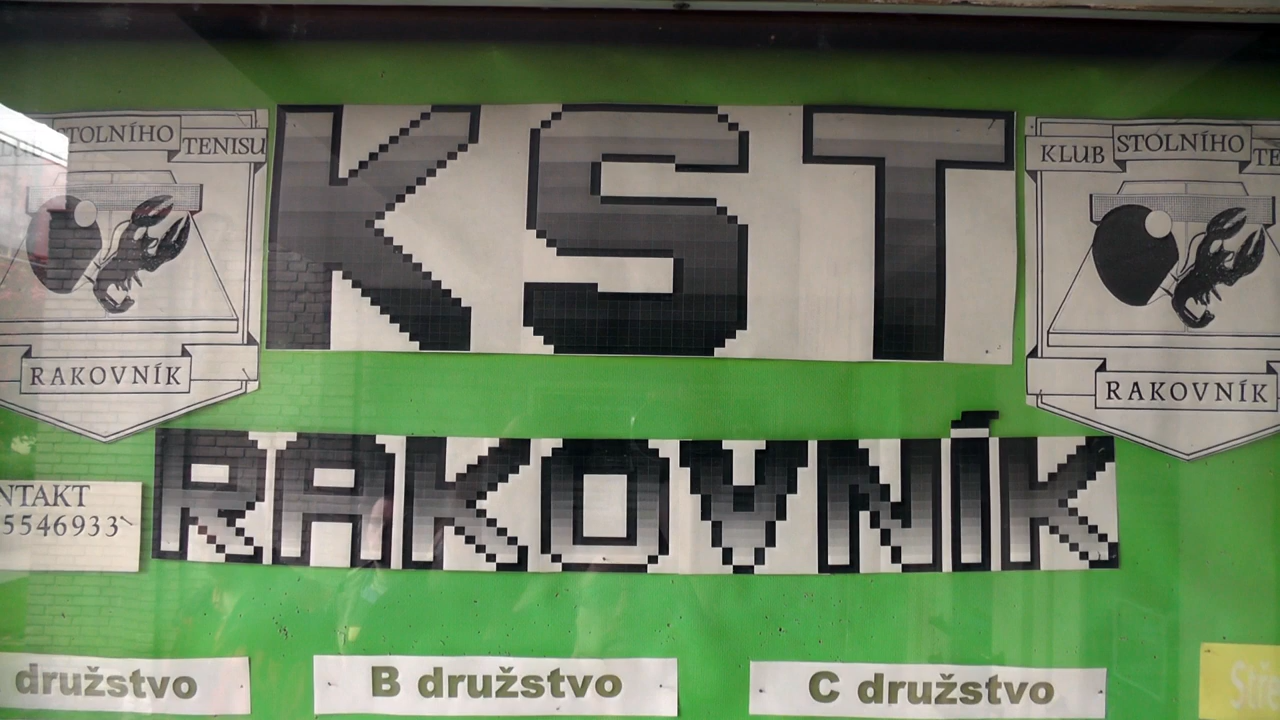 STOLNÍHO
TENISU
RAKOVNÍK
KST
KLUB STOLNÍHO
RAKOVNÍK
RAKOVNÍK
NTAKT
5546933
družstvo
B družstvo
C družstvo